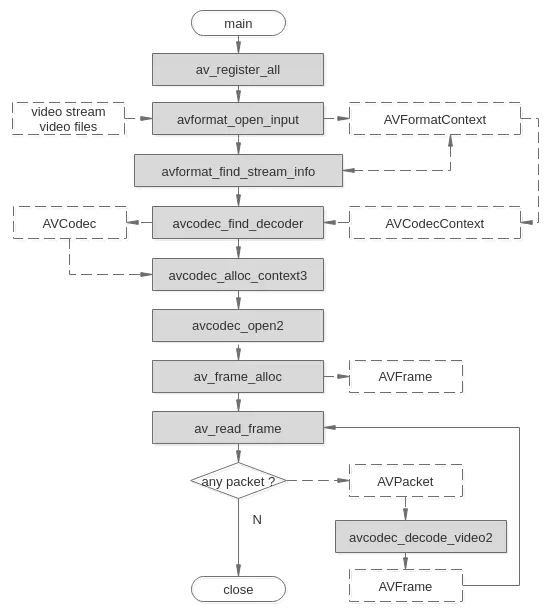 main
av_register_all
video stream
video files
avformat_open_input
AVFormatContext
avformat_find_stream_info
AVCodec
avcodec_find_decoder
AVCodecContext
avcodec_alloc_context3
avcodec_open2
av_frame_alloc
AVFrame
av_read_frame
any packet ?
AVPacket
N
avcodec_decode_video2
close
AVFrame